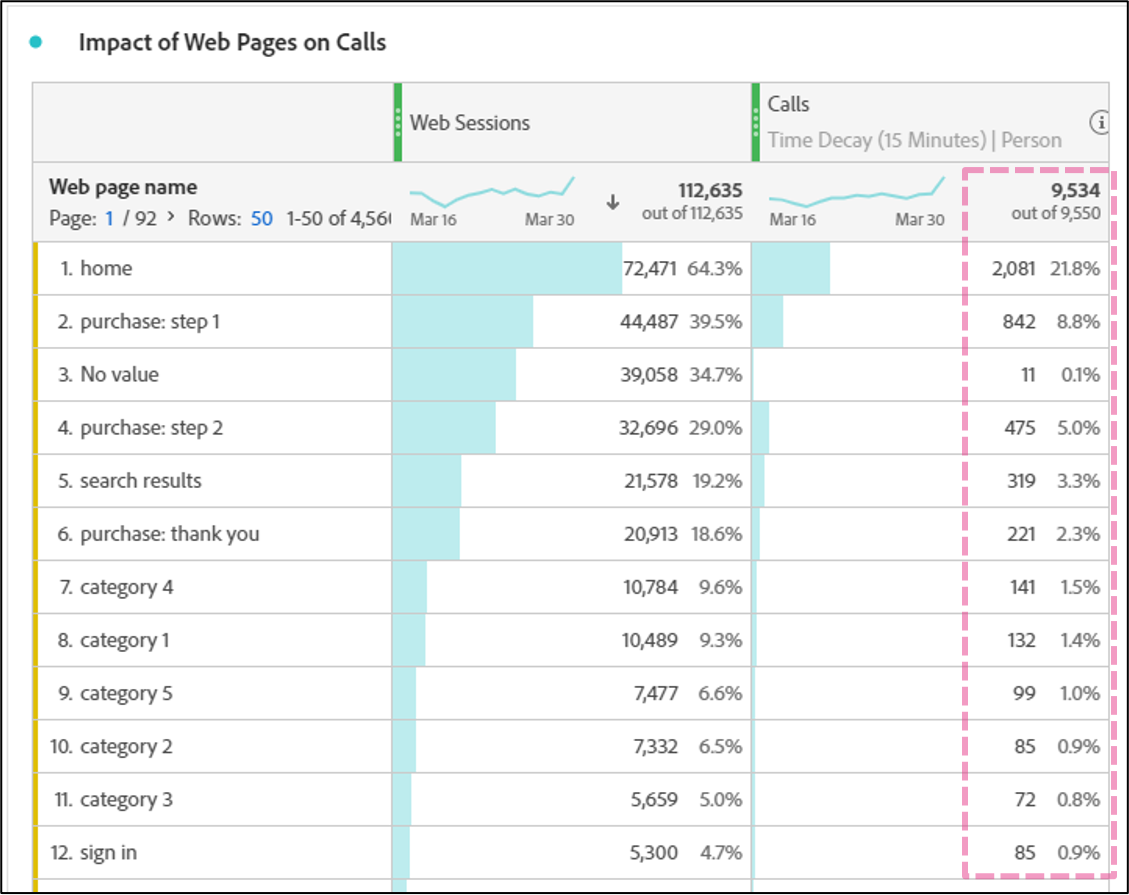 Impact of Web Pages on Calls
Web Sessions
Calls
Time Decay (15 Minutes) | Person
Web page name
Page: 1 / 92 > Rows: 50 1-50 of
Mar 16 Mar 30
112,635
out of 112,635
Mar 16 Mar 30
9,534
out of 9,550
1. home 72,471 64.3% 2,081 21.8%
2. purchase: step 1 44,487 39.5% 842 8.8%
3. No value 39,058 34.7% 11 0.1%
4. purchase: step 2 32,696 29.0% 475 5.0%
5. search results 21,578 19.2% 319 3.3%
6. purchase: thank you 20,913 18.6% 221 2.3%
7. category 4 10,784 9.6% 141 1.5%
8. category 1 10,489 9.3% 132 1.4%
9. category 5 7,477 6.6% 99 1.0%
10. category 2 7,332 6.5% 85 0.9%
11. category 3 5,659 5.0% 72 0.8%
12. sign in 5,300 4.7% 85 0.9%